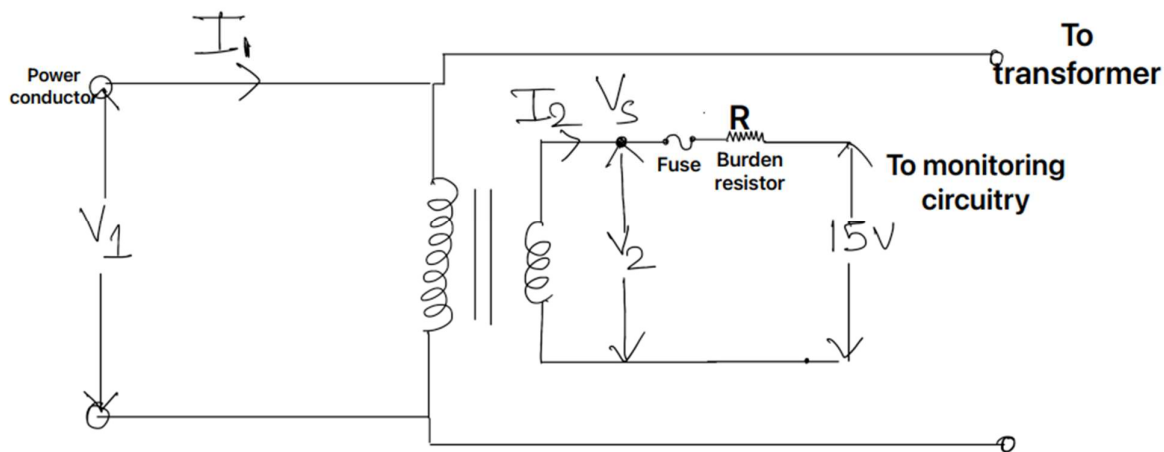 I₁
To
transformer
Power
conductor
I₂
Vs
R
Fuse
Burden
resistor
To monitoring
circuitry
V1
V2
15V